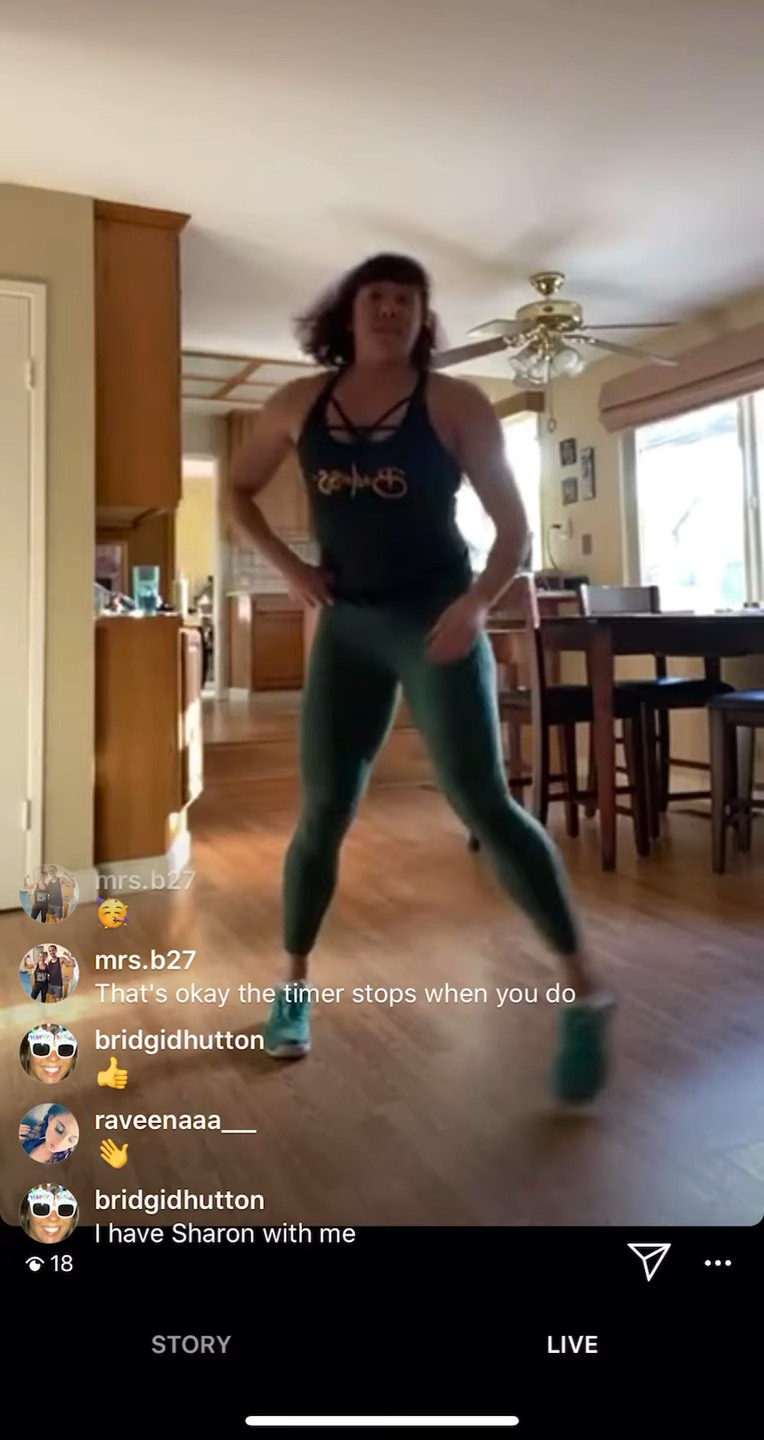 Badass
mrs.b27
🥳
mrs.b27
That's okay the timer stops when you do
bridgidhutton
👍
raveenaaa___
👋
bridgidhutton
I have Sharon with me
18
STORY
LIVE